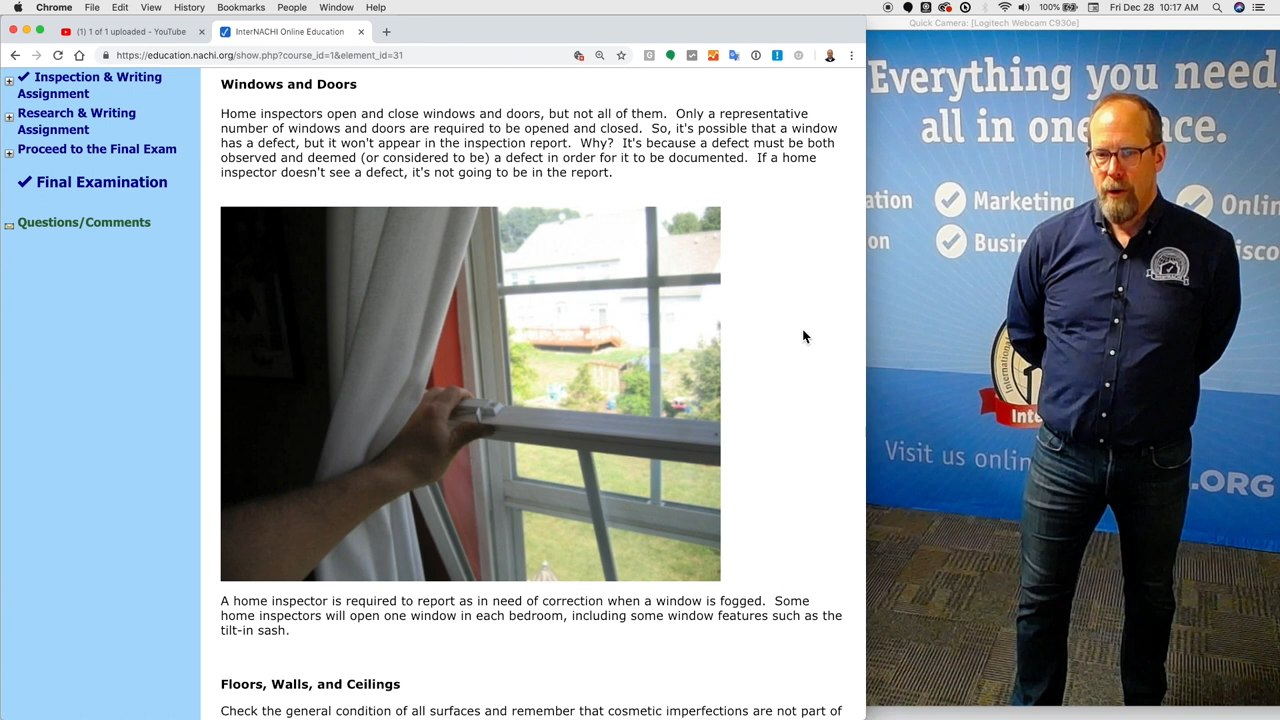 Chrome File Edit View History Bookmarks People Window Help
100% Fri Dec 28 10:17 AM
(1) 1 of 1 uploaded - YouTube
InterNACHI Online Education
https://education.nachi.org/show.php?course_id=1&element_id=31
Quick Camera: [Logitech Webcam C930e]
Inspection & Writing
Assignment
Research & Writing
Assignment
Proceed to the Final Exam
Final Examination
Questions/Comments
Windows and Doors
Home inspectors open and close windows and doors, but not all of them. Only a representative
number of windows and doors are required to be opened and closed. So, it's possible that a window
has a defect, but it won't appear in the inspection report. Why? It's because a defect must be both
observed and deemed (or considered to be) a defect in order for it to be documented. If a home
inspector doesn't see a defect, it's not going to be in the report.
A home inspector is required to report as in need of correction when a window is fogged. Some
home inspectors will open one window in each bedroom, including some window features such as the
tilt-in sash.
Floors, Walls, and Ceilings
Check the general condition of all surfaces and remember that cosmetic imperfections are not part of
Everything you need
all in one ace.
ation Marketing Onlin
on Busin isco
International
Inte
Visit us onlin .ORG